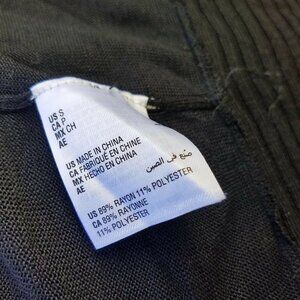 US S
CA P
MX CH
AE
US MADE IN CHINA
CA FABRIQUÉ EN CHINE
MX HECHO EN CHINA
AE صنع في الصين
US 89% RAYON 11% POLYESTER
CA 89% RAYONNE
11% POLYESTER